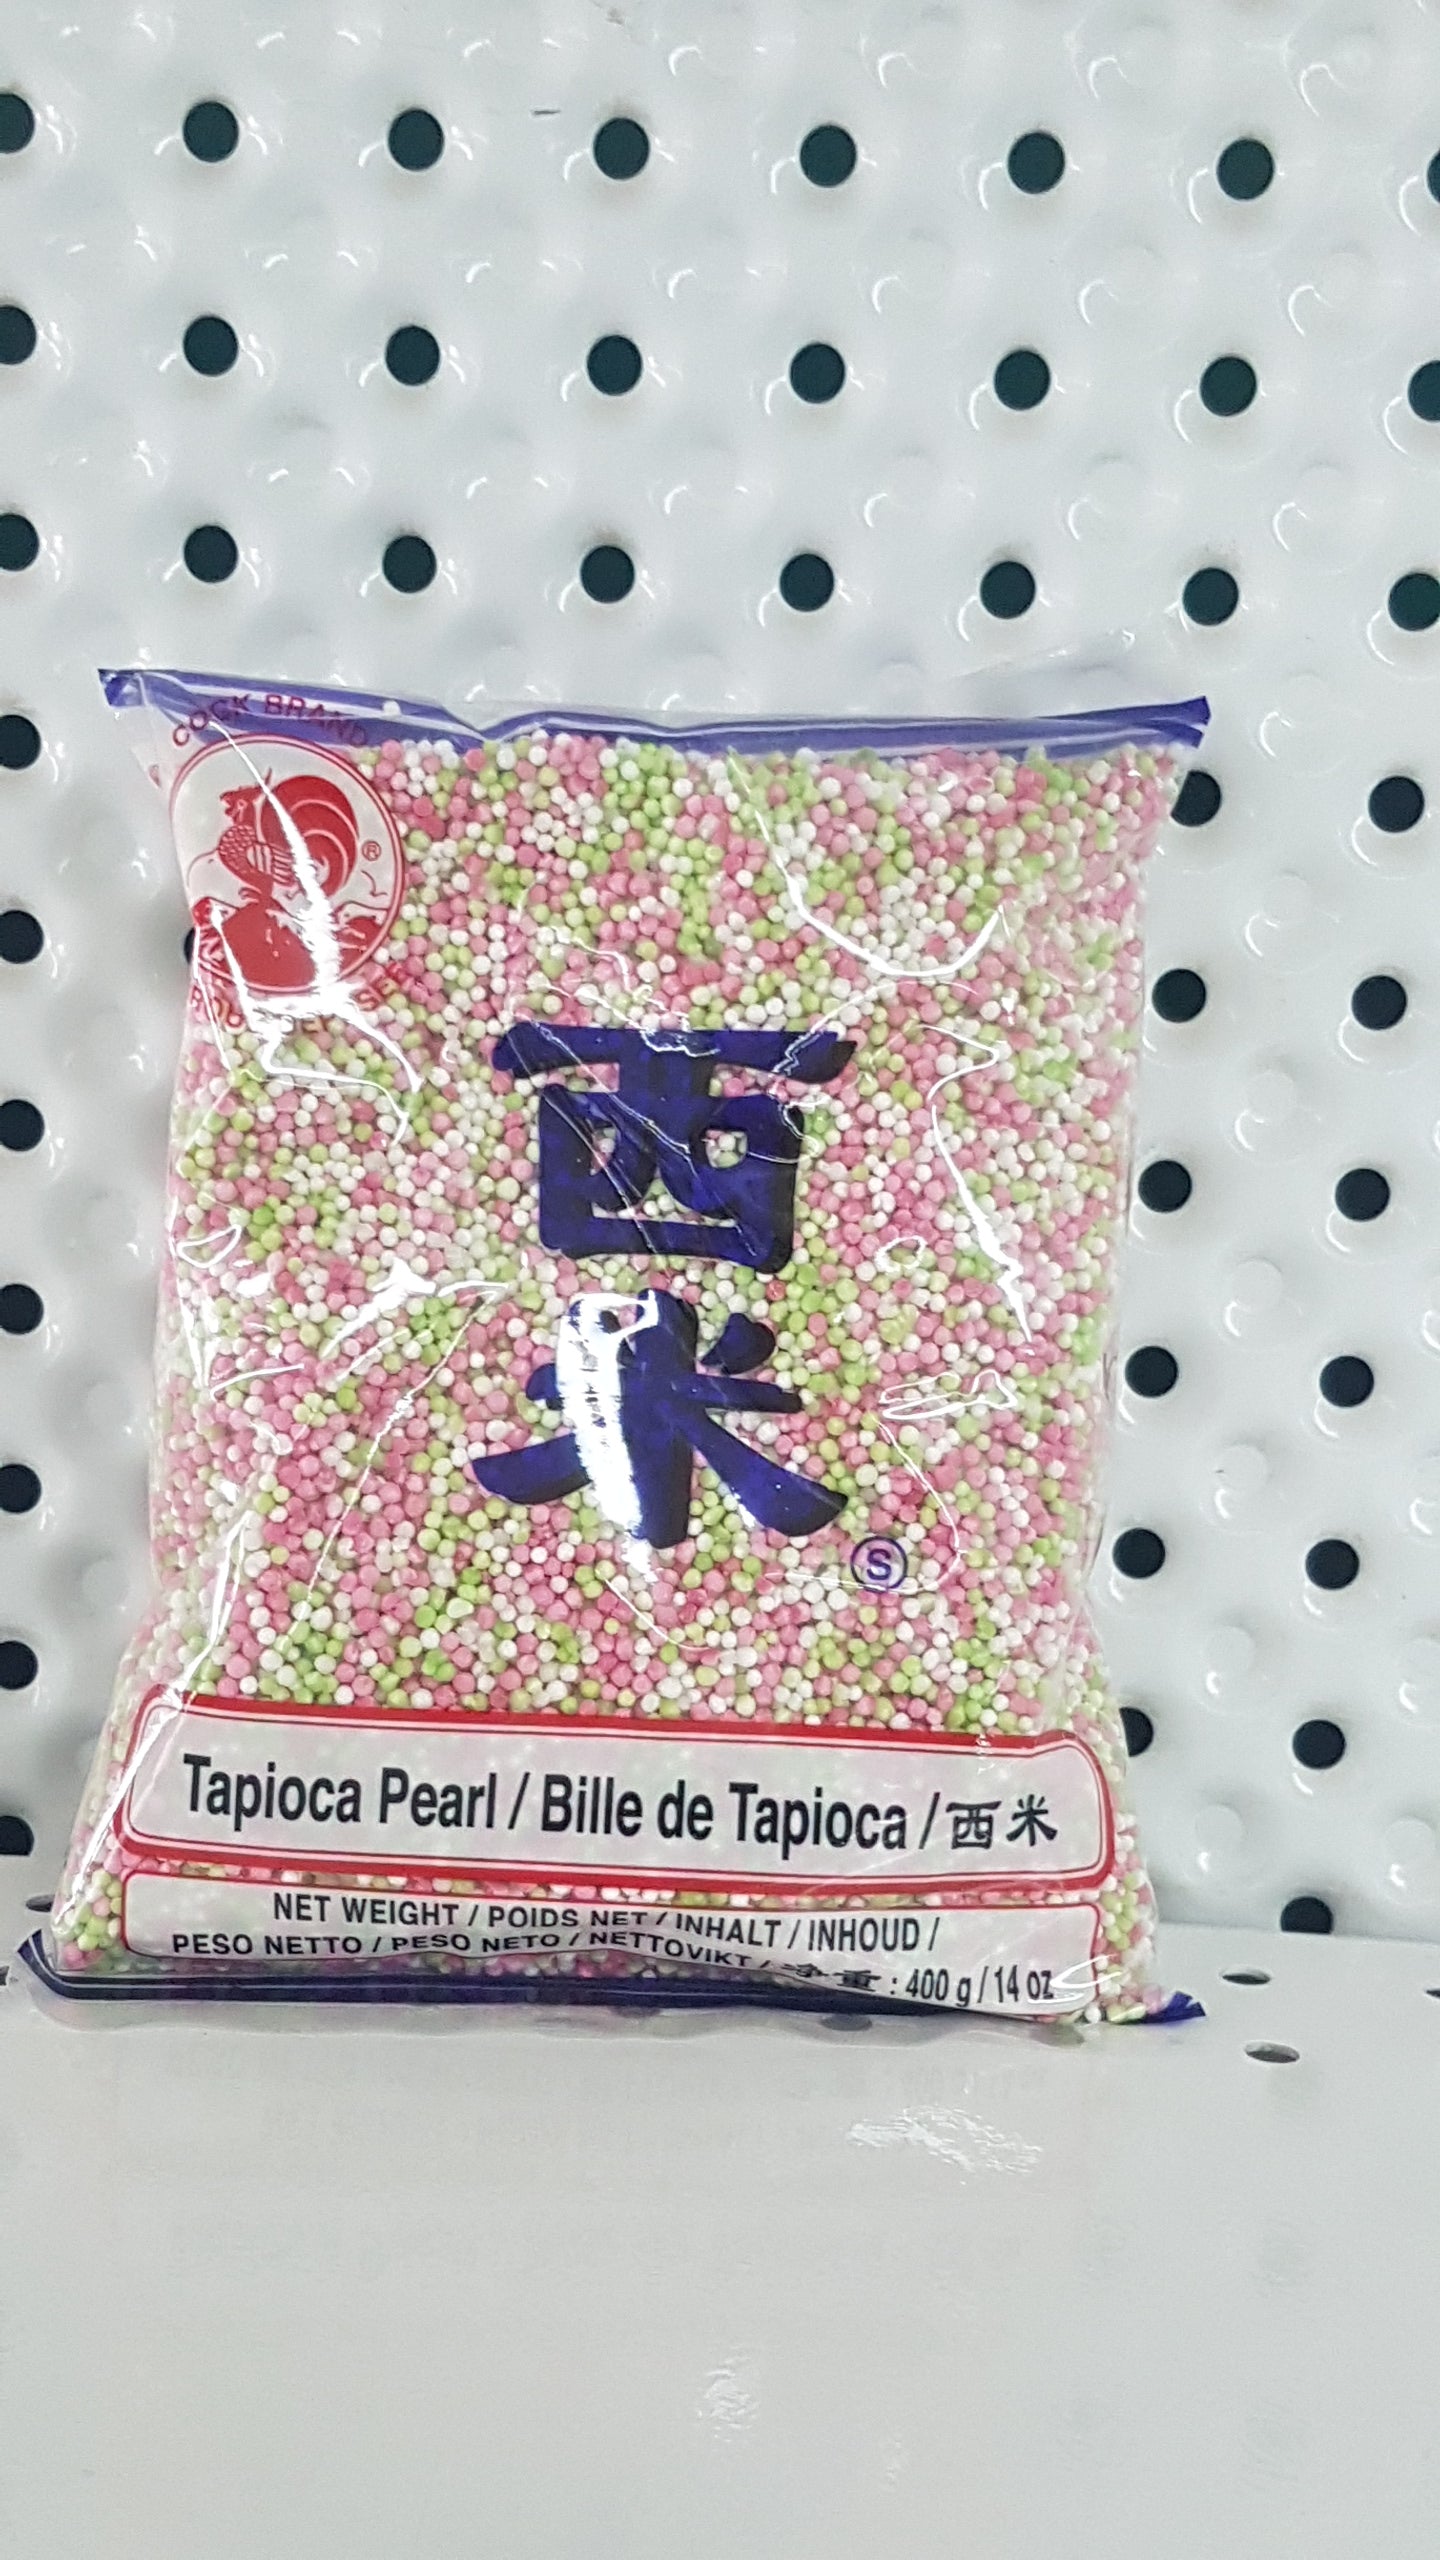 COCK BRAND
®
西
米
S
Tapioca Pearl / Bille de Tapioca / 西米
NET WEIGHT / POIDS NET / INHALT / INHOUD /
PESO NETTO / PESO NETO / NETTOVIKT / 净重 : 400 g / 14 oz